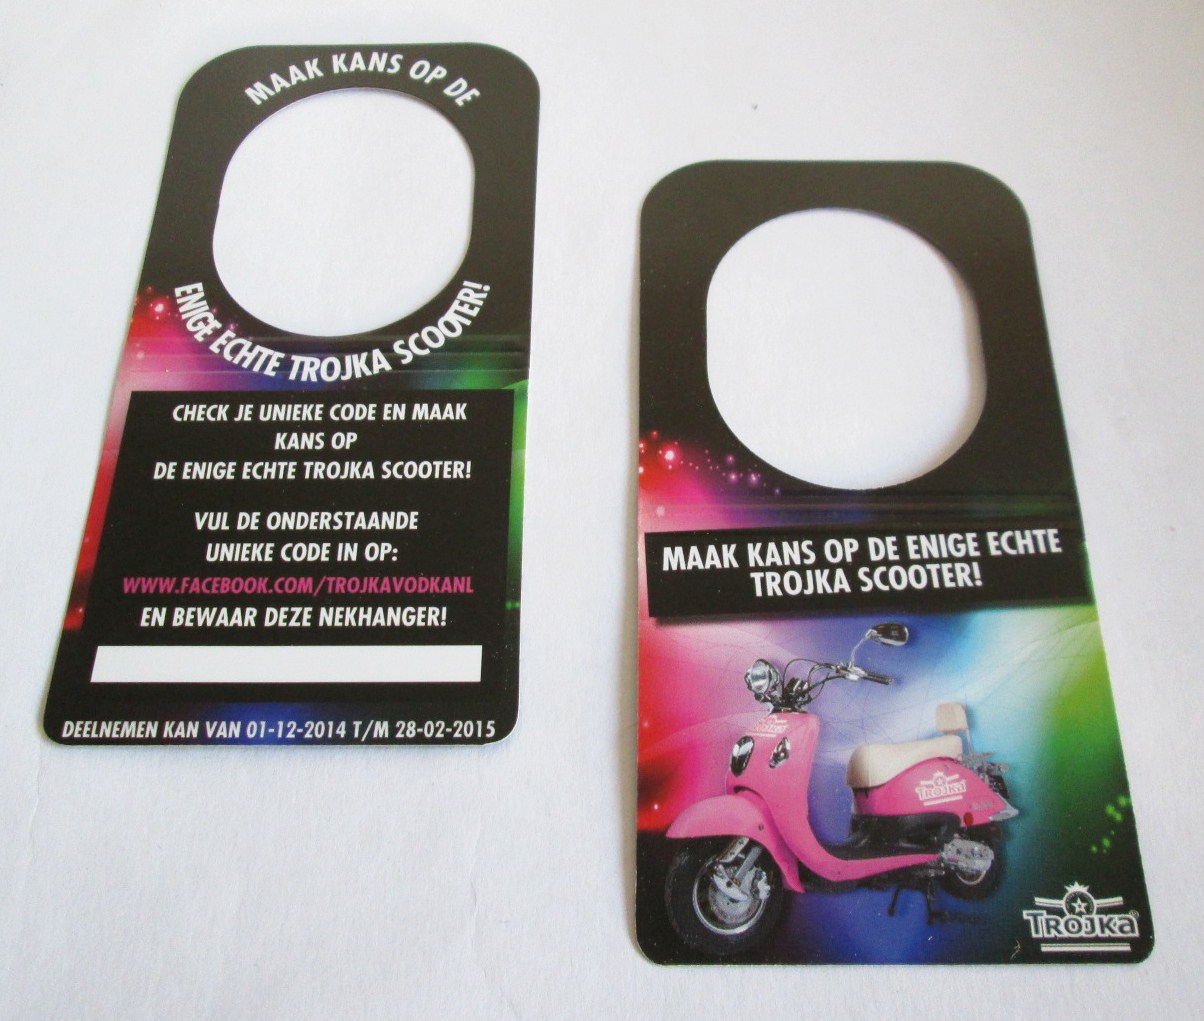 MAAK KANS OP DE
ENIGE ECHTE TROJKA SCOOTER!
CHECK JE UNIEKE CODE EN MAAK
KANS OP
DE ENIGE ECHTE TROJKA SCOOTER!
VUL DE ONDERSTAANDE
UNIEKE CODE IN OP:
WWW.FACEBOOK.COM/TROJKAVODKANL
EN BEWAAR DEZE NEKHANGER!
DEELNEMEN KAN VAN 01-12-2014 T/M 28-02-2015
MAAK KANS OP DE ENIGE ECHTE
TROJKA SCOOTER!
TROJKa
TROJKa®